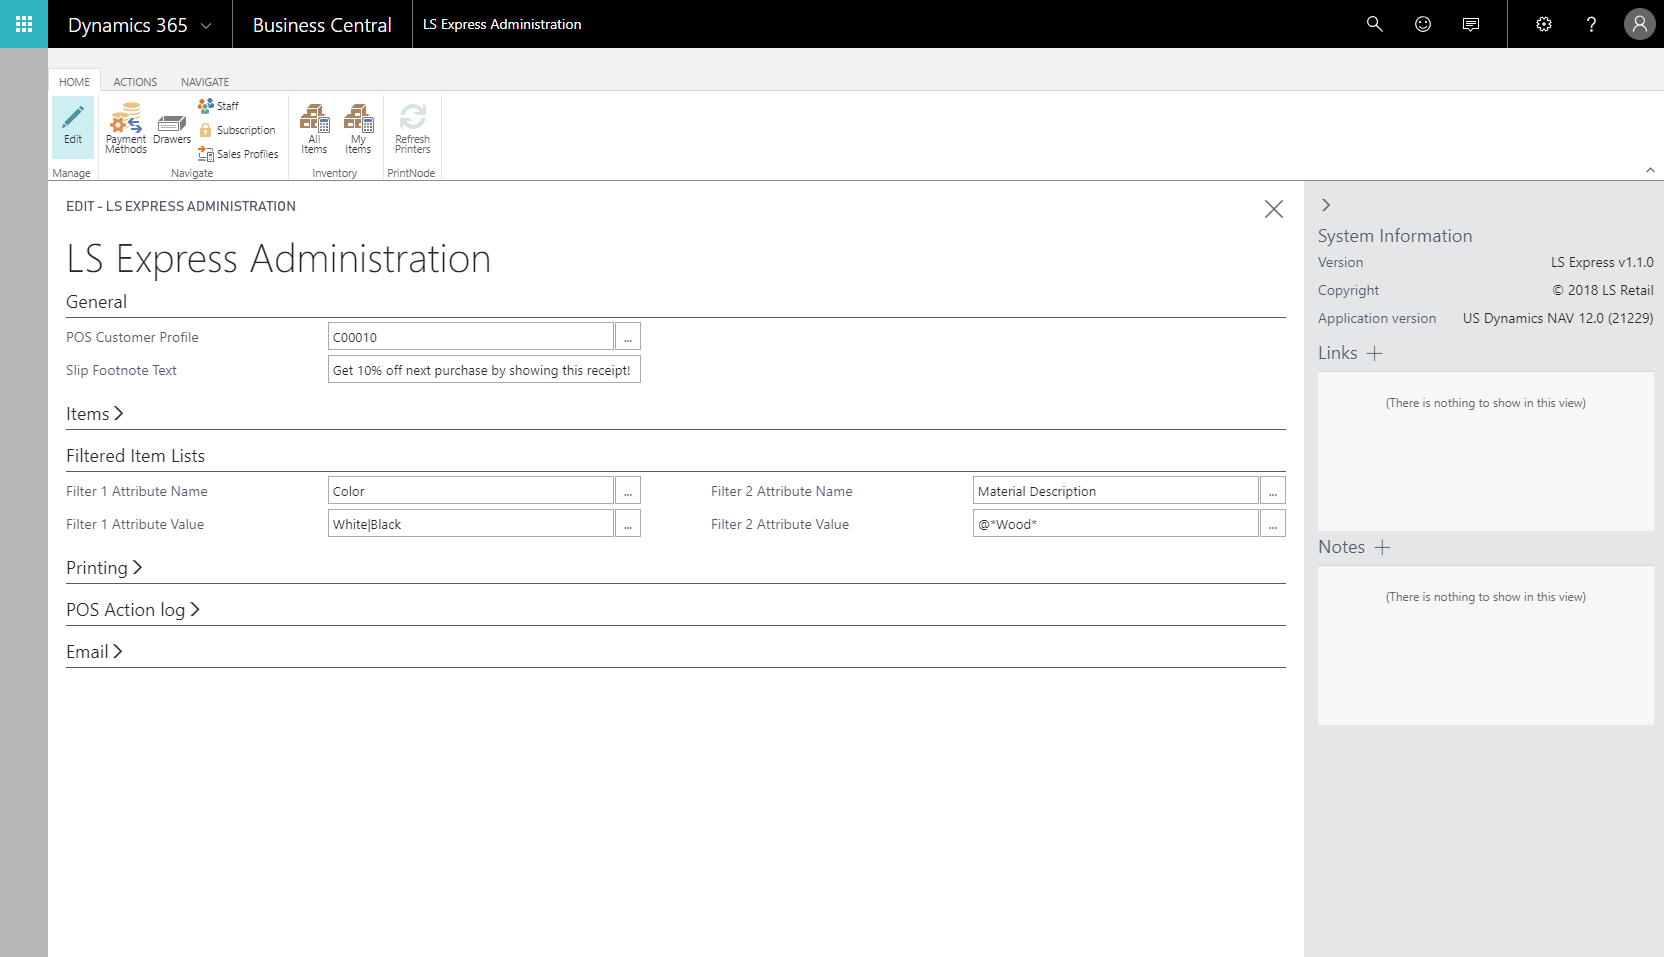 Dynamics 365 Business Central LS Express Administration
HOME ACTIONS NAVIGATE
Edit
Manage
Payment Methods
Drawers
Staff
Subscription
Sales Profiles
Navigate
All Items
My Items
Inventory
Refresh Printers
PrintNode
EDIT - LS EXPRESS ADMINISTRATION
LS Express Administration
General
POS Customer Profile C00010 ...
Slip Footnote Text Get 10% off next purchase by showing this receipt!
Items
Filtered Item Lists
Filter 1 Attribute Name Color ... Filter 2 Attribute Name Material Description ...
Filter 1 Attribute Value White|Black ... Filter 2 Attribute Value @*Wood* ...
Printing
POS Action log
Email
System Information
Version LS Express v1.1.0
Copyright © 2018 LS Retail
Application version US Dynamics NAV 12.0 (21229)
Links
(There is nothing to show in this view)
Notes
(There is nothing to show in this view)